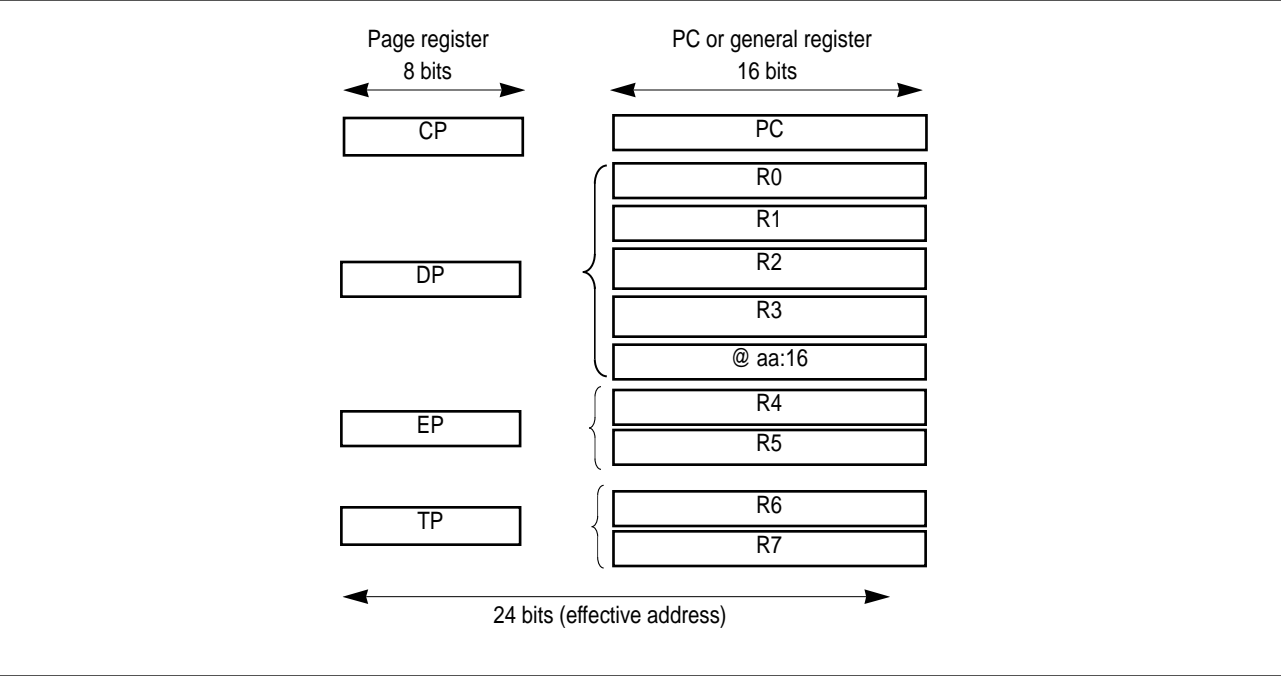 Page register
PC or general register
8 bits
16 bits
CP
PC
R0
R1
DP
R2
R3
@ aa:16
EP
R4
R5
TP
R6
R7
24 bits (effective address)